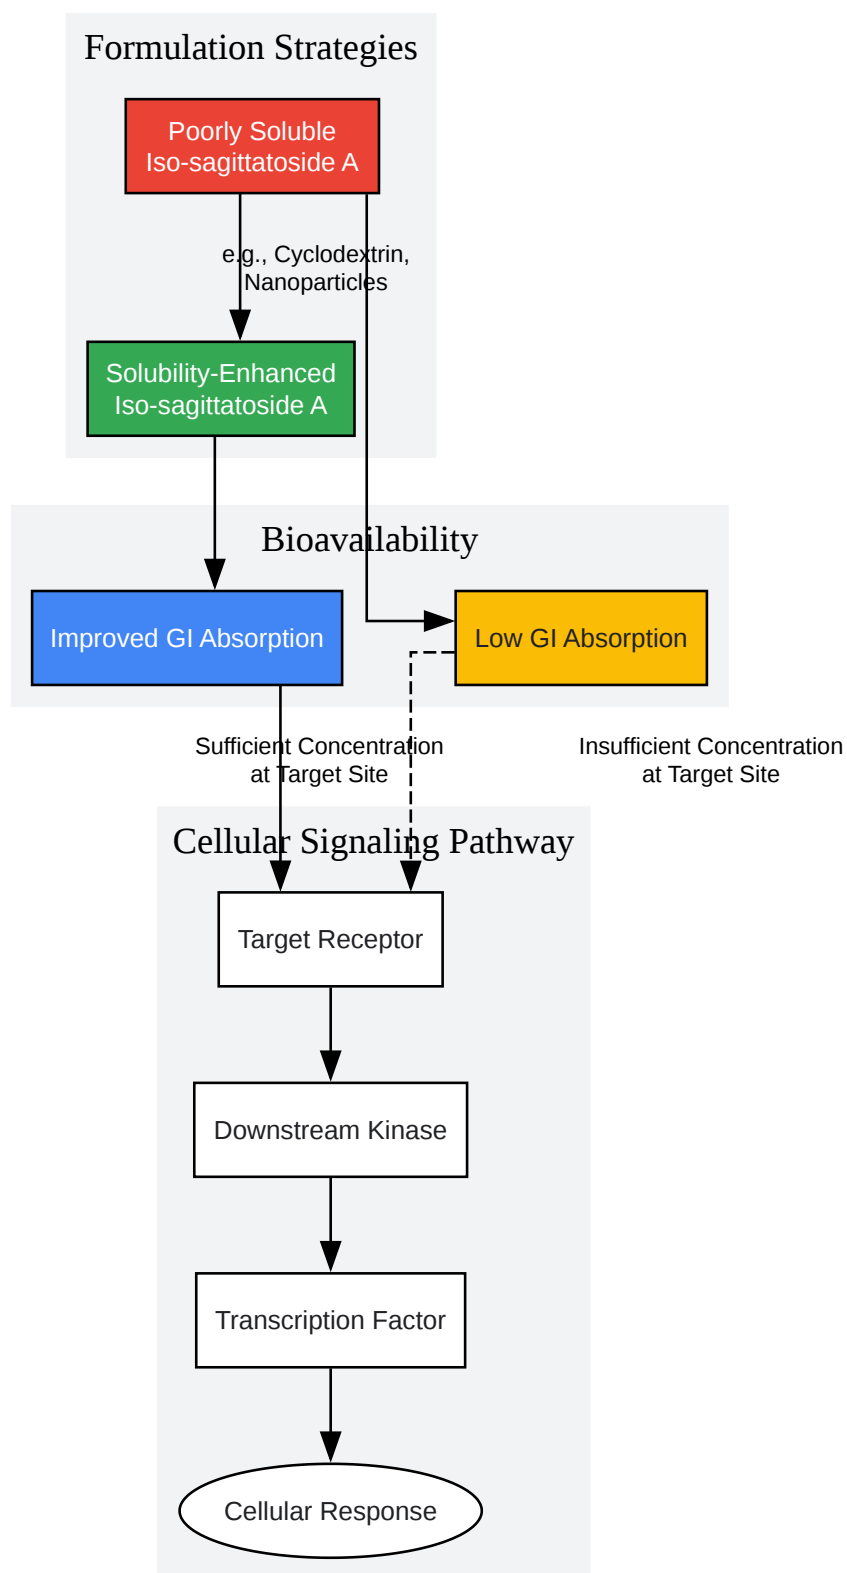 Formulation Strategies
Poorly Soluble
Iso-sagittatoside A
e.g., Cyclodextrin,
Nanoparticles
Solubility-Enhanced
Iso-sagittatoside A
Bioavailability
Improved GI Absorption
Low GI Absorption
Sufficient Concentration
at Target Site
Insufficient Concentration
at Target Site
Cellular Signaling Pathway
Target Receptor
Downstream Kinase
Transcription Factor
Cellular Response